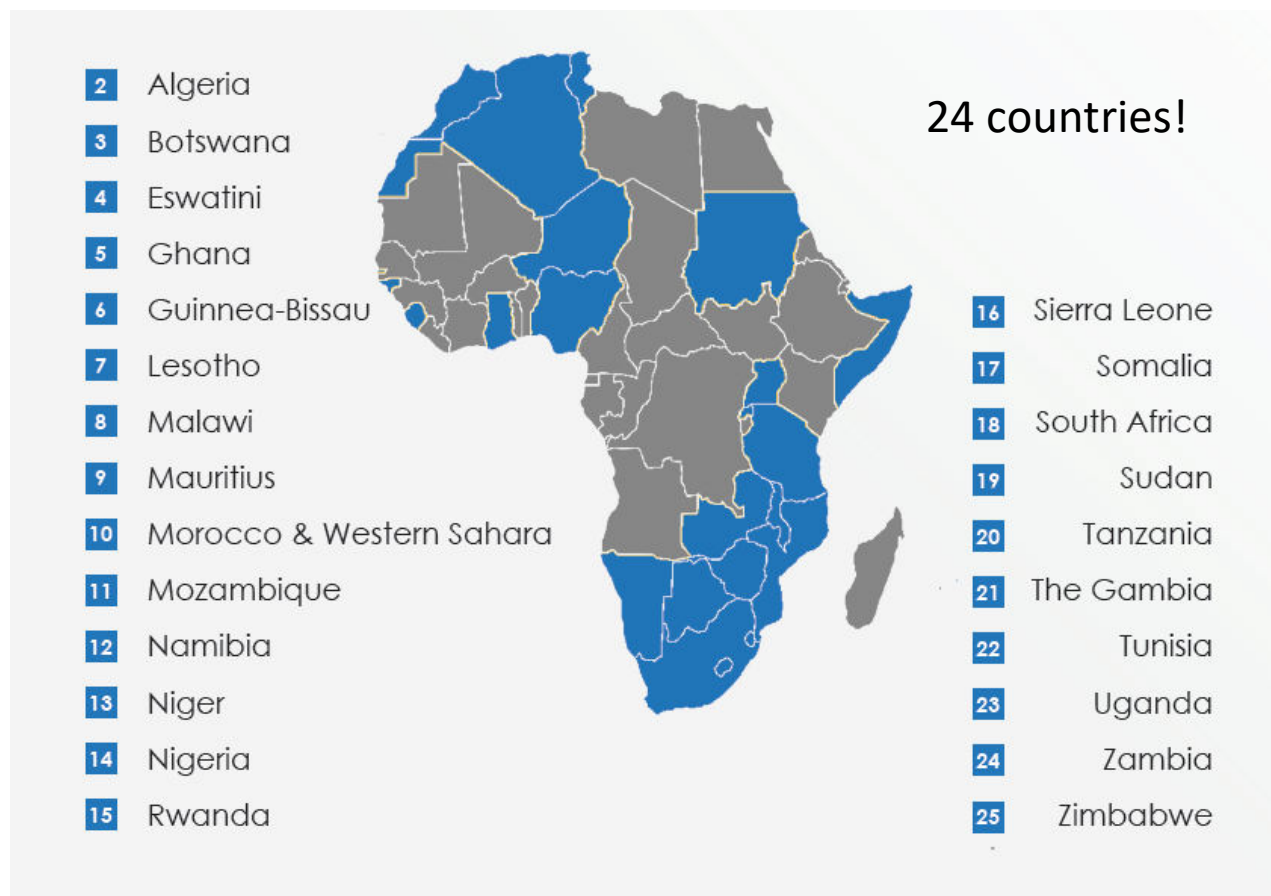 24 countries!
2 Algeria
3 Botswana
4 Eswatini
5 Ghana
6 Guinnea-Bissau
7 Lesotho
8 Malawi
9 Mauritius
10 Morocco & Western Sahara
11 Mozambique
12 Namibia
13 Niger
14 Nigeria
15 Rwanda
16 Sierra Leone
17 Somalia
18 South Africa
19 Sudan
20 Tanzania
21 The Gambia
22 Tunisia
23 Uganda
24 Zambia
25 Zimbabwe